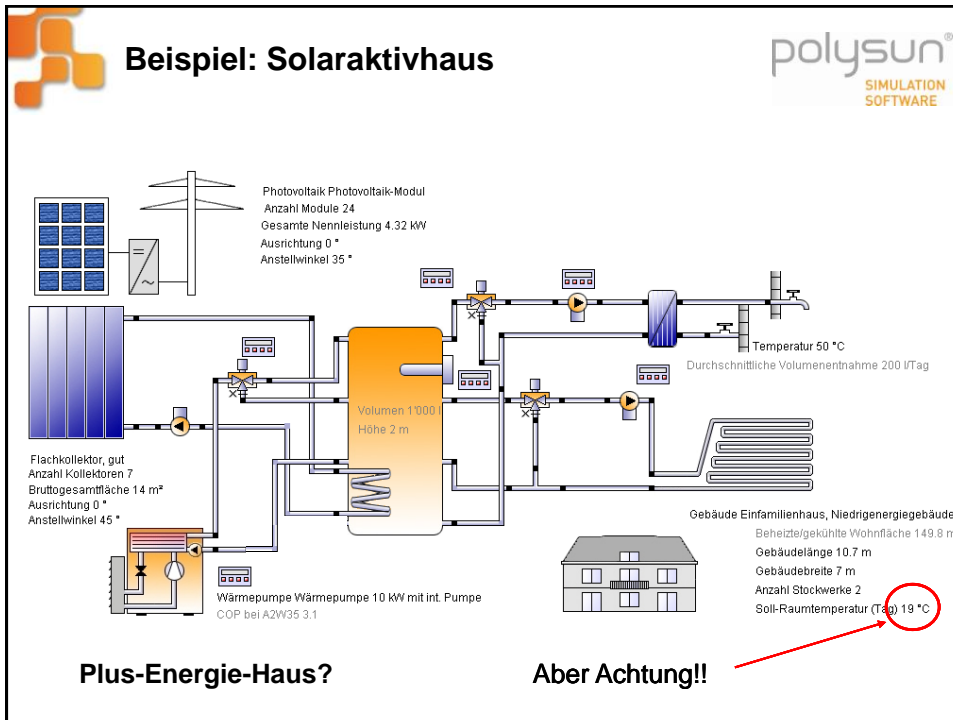 Beispiel: Solaraktivhaus
polysun®
SIMULATION
SOFTWARE
Photovoltaik Photovoltaik-Modul
Anzahl Module 24
Gesamte Nennleistung 4.32 kW
Ausrichtung 0 °
Anstellwinkel 35 °
Temperatur 50 °C
Durchschnittliche Volumenentnahme 200 l/Tag
Volumen 1'000 l
Höhe 2 m
Flachkollektor, gut
Anzahl Kollektoren 7
Bruttogesamtfläche 14 m²
Ausrichtung 0 °
Anstellwinkel 45 °
Gebäude Einfamilienhaus, Niedrigenergiegebäude
Beheizte/gekühlte Wohnfläche 149.8 m
Gebäudelänge 10.7 m
Gebäudebreite 7 m
Anzahl Stockwerke 2
Soll-Raumtemperatur (Tag) 19 °C
Wärmepumpe Wärmepumpe 10 kW mit int. Pumpe
COP bei A2W35 3.1
Plus-Energie-Haus?
Aber Achtung!!